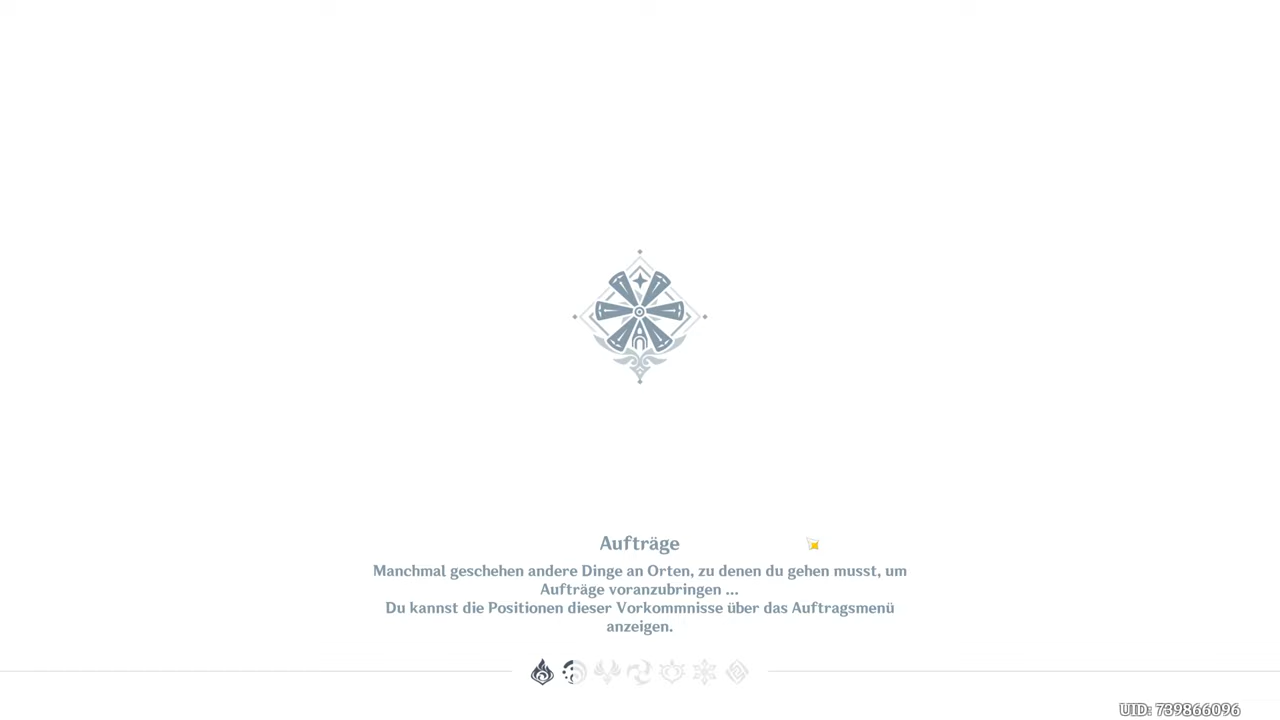 Aufträge
Manchmal geschehen andere Dinge an Orten, zu denen du gehen musst, um
Aufträge voranzubringen ...
Du kannst die Positionen dieser Vorkommnisse über das Auftragsmenü
anzeigen.
UID: 739866096